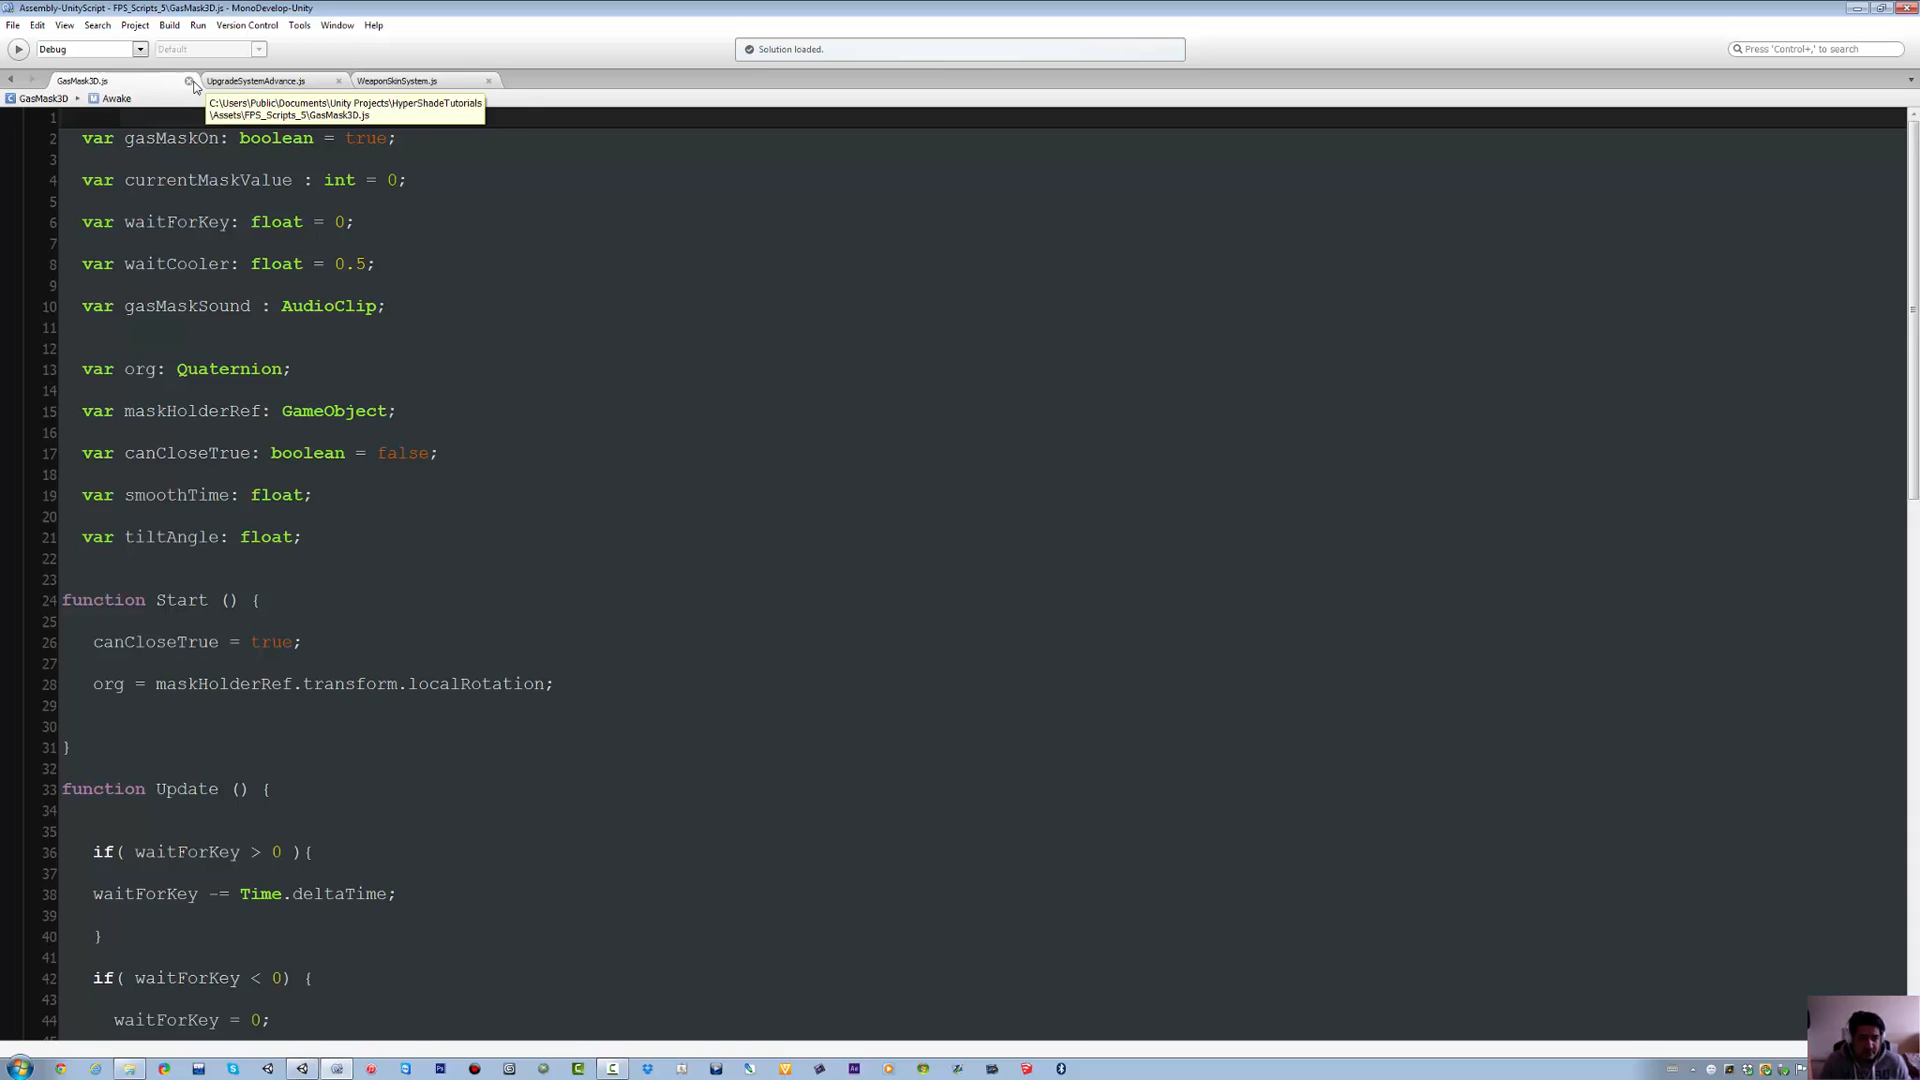 Assembly-UnityScript - FPS_Scripts_5\GasMask3D.js - MonoDevelop-Unity
File Edit View Search Project Build Run Version Control Tools Window Help
Debug Default Solution loaded. Press 'Control+,' to search
GasMask3D.js UpgradeSystemAdvance.js WeaponSkinSystem.js
GasMask3D Awake
C:\Users\Public\Documents\Unity Projects\HyperShadeTutorials
\Assets\FPS_Scripts_5\GasMask3D.js
1
2 var gasMaskOn: boolean = true;
3
4 var currentMaskValue : int = 0;
5
6 var waitForKey: float = 0;
7
8 var waitCooler: float = 0.5;
9
10 var gasMaskSound : AudioClip;
11
12
13 var org: Quaternion;
14
15 var maskHolderRef: GameObject;
16
17 var canCloseTrue: boolean = false;
18
19 var smoothTime: float;
20
21 var tiltAngle: float;
22
23
24 function Start () {
25
26 canCloseTrue = true;
27
28 org = maskHolderRef.transform.localRotation;
29
30
31 }
32
33 function Update () {
34
35
36 if( waitForKey > 0 ){
37
38 waitForKey -= Time.deltaTime;
39
40 }
41
42 if( waitForKey < 0) {
43
44 waitForKey = 0;